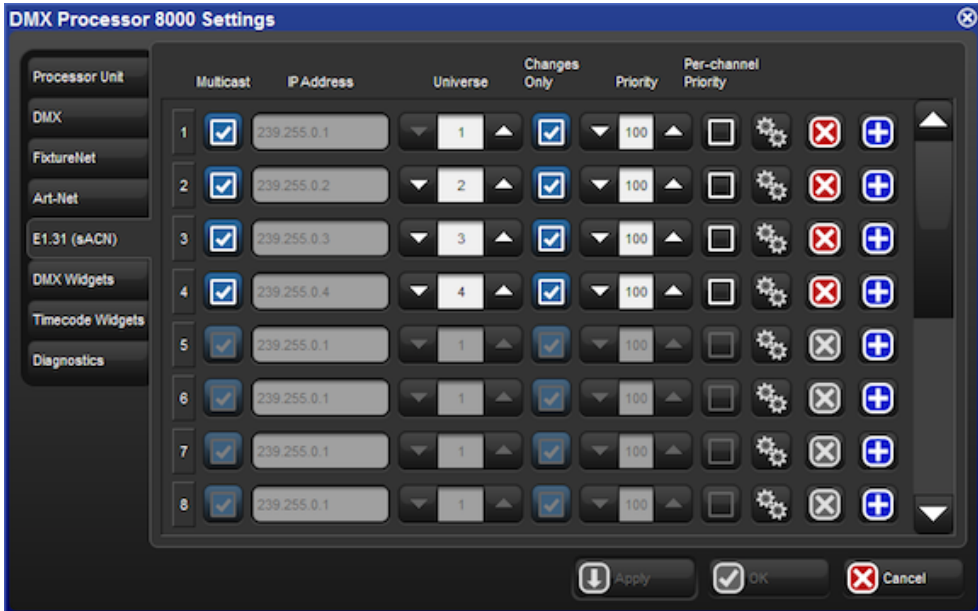 DMX Processor 8000 Settings
Processor Unit
DMX
FixtureNet
Art-Net
E1.31 (sACN)
DMX Widgets
Timecode Widgets
Diagnostics
Multicast IP Address Universe Changes Only Priority Per-channel Priority
1 239.255.0.1 1 100
2 239.255.0.2 2 100
3 239.255.0.3 3 100
4 239.255.0.4 4 100
5 239.255.0.1 1 100
6 239.255.0.1 1 100
7 239.255.0.1 1 100
8 239.255.0.1 1 100
Apply OK Cancel